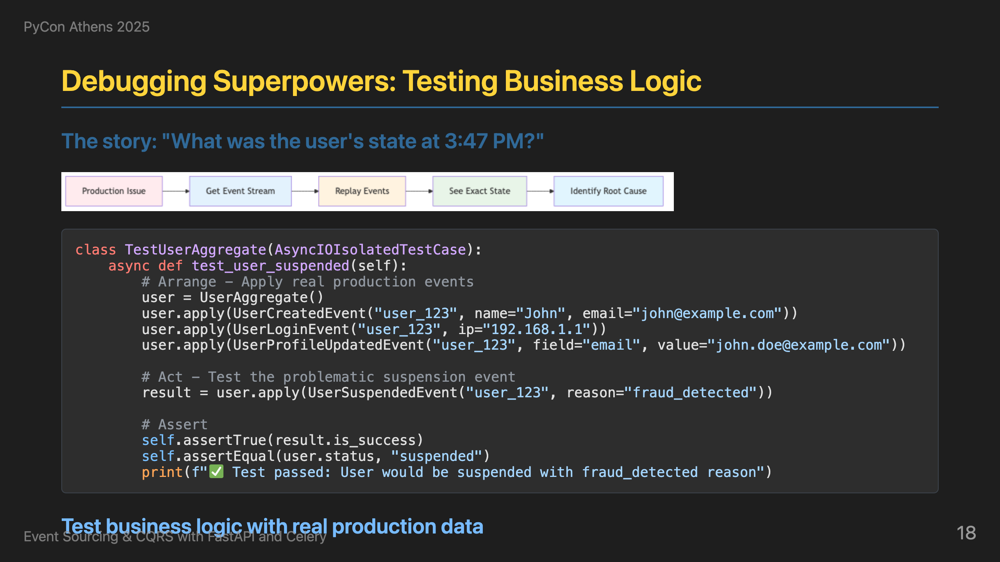 PyCon Athens 2025
Debugging Superpowers: Testing Business Logic
The story: "What was the user's state at 3:47 PM?"
Production Issue
Get Event Stream
Replay Events
See Exact State
Identify Root Cause
class TestUserAggregate(AsyncIOIsolatedTestCase):
    async def test_user_suspended(self):
        # Arrange – Apply real production events
        user = UserAggregate()
        user.apply(UserCreatedEvent("user_123", name="John", email="john@example.com"))
        user.apply(UserLoginEvent("user_123", ip="192.168.1.1"))
        user.apply(UserProfileUpdatedEvent("user_123", field="email", value="john.doe@example.com"))

        # Act – Test the problematic suspension event
        result = user.apply(UserSuspendedEvent("user_123", reason="fraud_detected"))

        # Assert
        self.assertTrue(result.is_success)
        self.assertEqual(user.status, "suspended")
        print(f"✅ Test passed: User would be suspended with fraud_detected reason")
Test business logic with real production data
Event Sourcing & CQRS with FastAPI and Celery
18